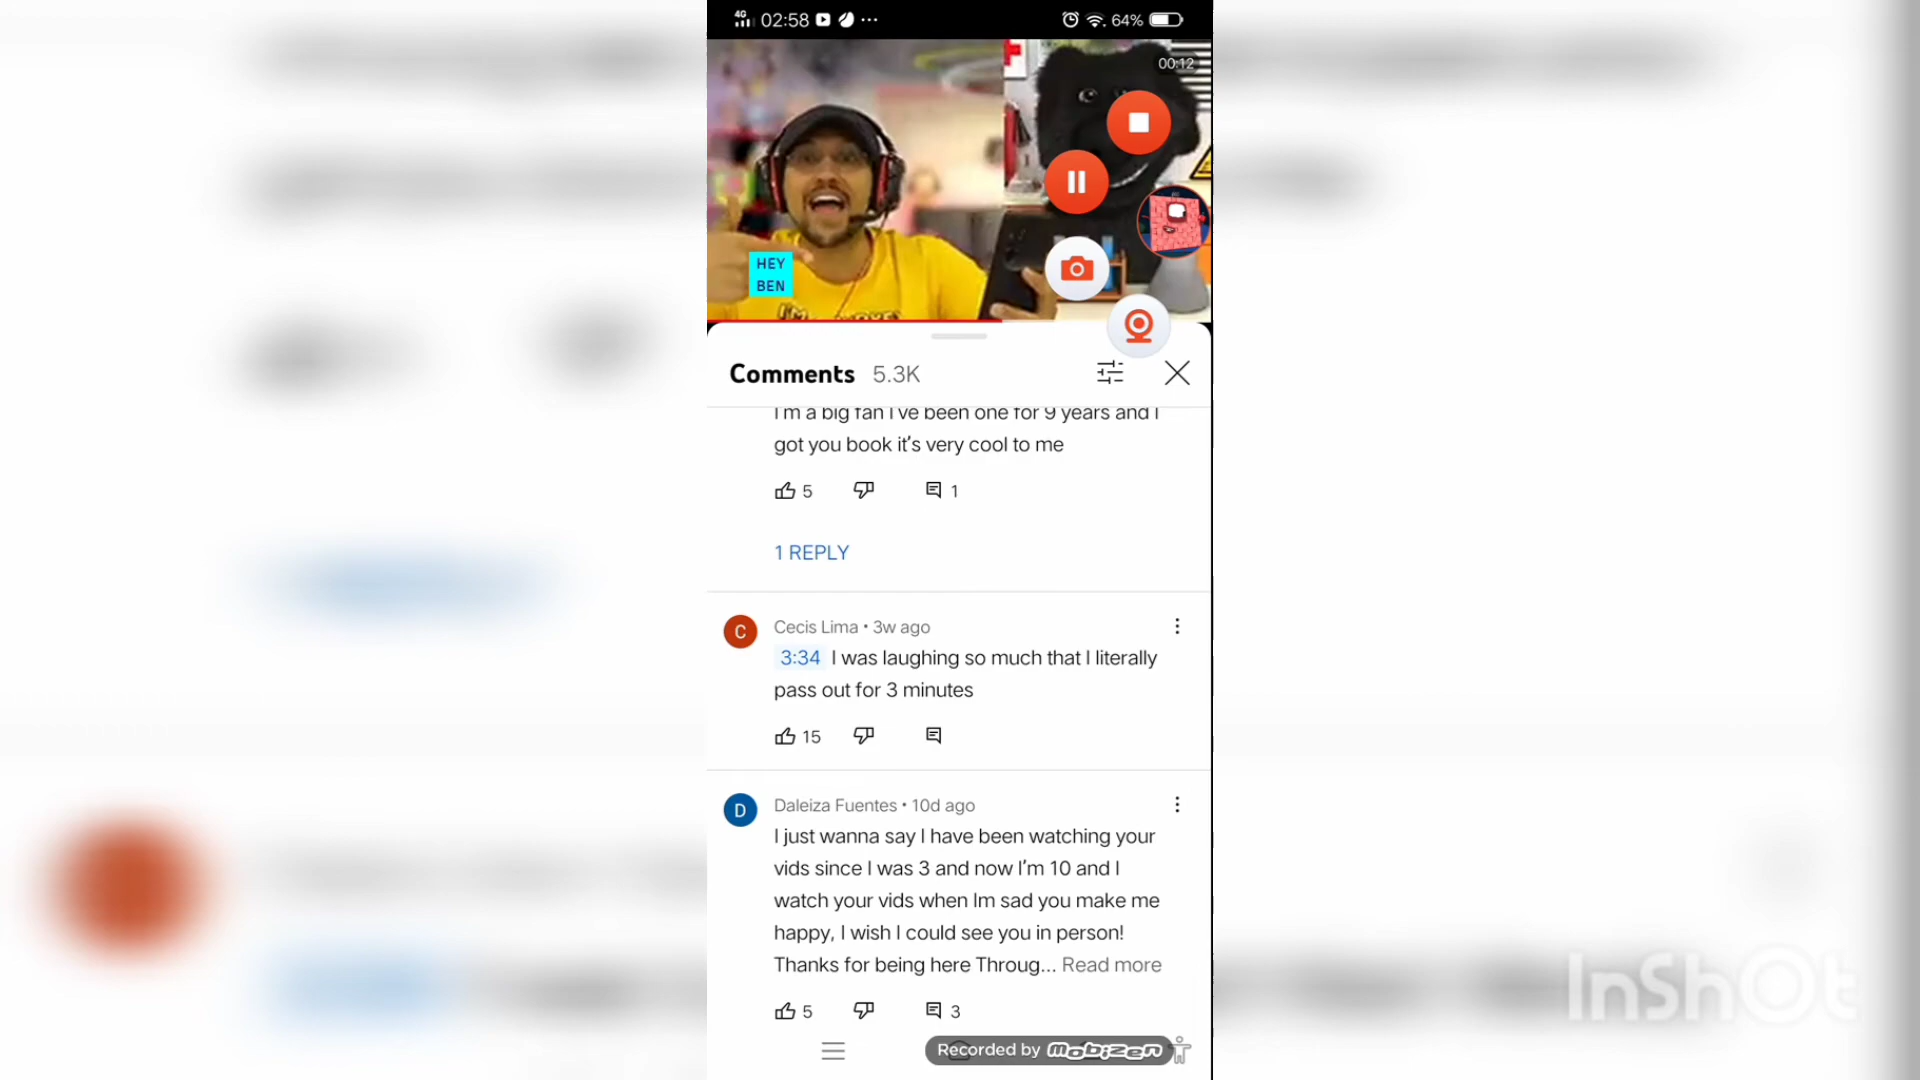 4G 02:58 64%
00:12
HEY
BEN
Comments 5.3K
I'm a big fan I've been one for 9 years and I
got you book it's very cool to me
5 1
1 REPLY
C Cecis Lima • 3w ago
3:34 I was laughing so much that I literally
pass out for 3 minutes
15
D Daleiza Fuentes • 10d ago
I just wanna say I have been watching your
vids since I was 3 and now I'm 10 and I
watch your vids when Im sad you make me
happy, I wish I could see you in person!
Thanks for being here Throug... Read more
5 3
Recorded by mobizen
InShOt